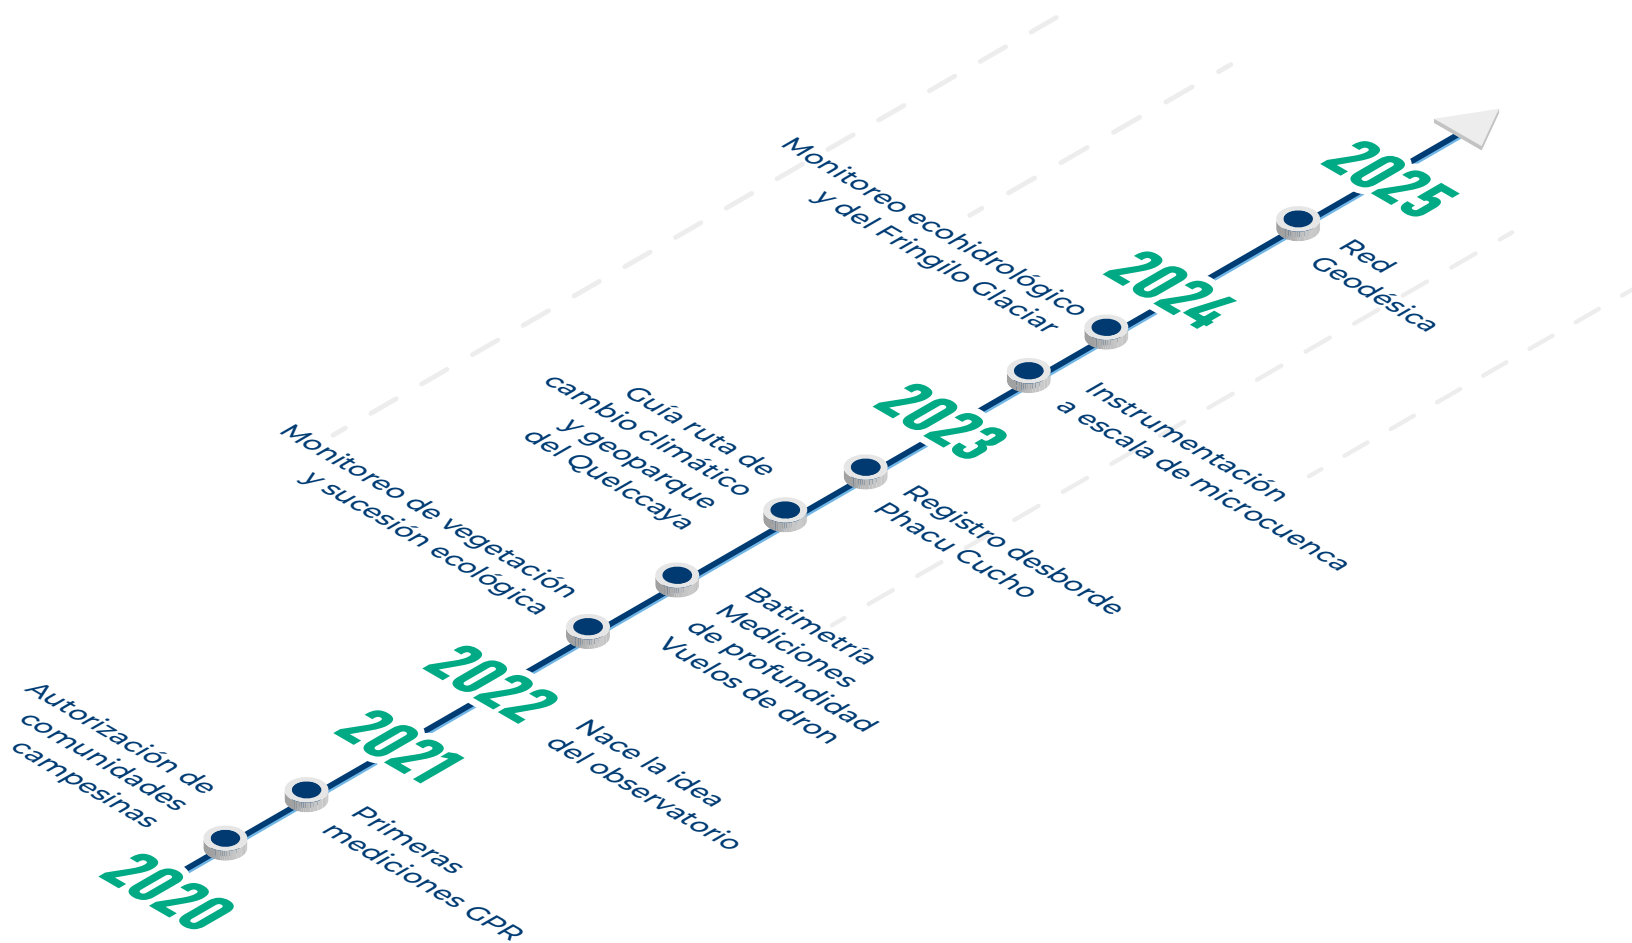 2020
Autorización de
comunidades
campesinas
Primeras
mediciones GPR
2021
2022
Nace la idea
del observatorio
Monitoreo de vegetación
y sucesión ecológica
Batimetría
Mediciones
de profundidad
Vuelos de dron
Guía ruta de
cambio climático
y geoparque
del Quelccaya
Registro desborde
Phacu Cucho
2023
Instrumentación
a escala de microcuenca
Monitoreo ecohidrológico
y del Fringilo Glaciar
2024
Red
Geodésica
2025